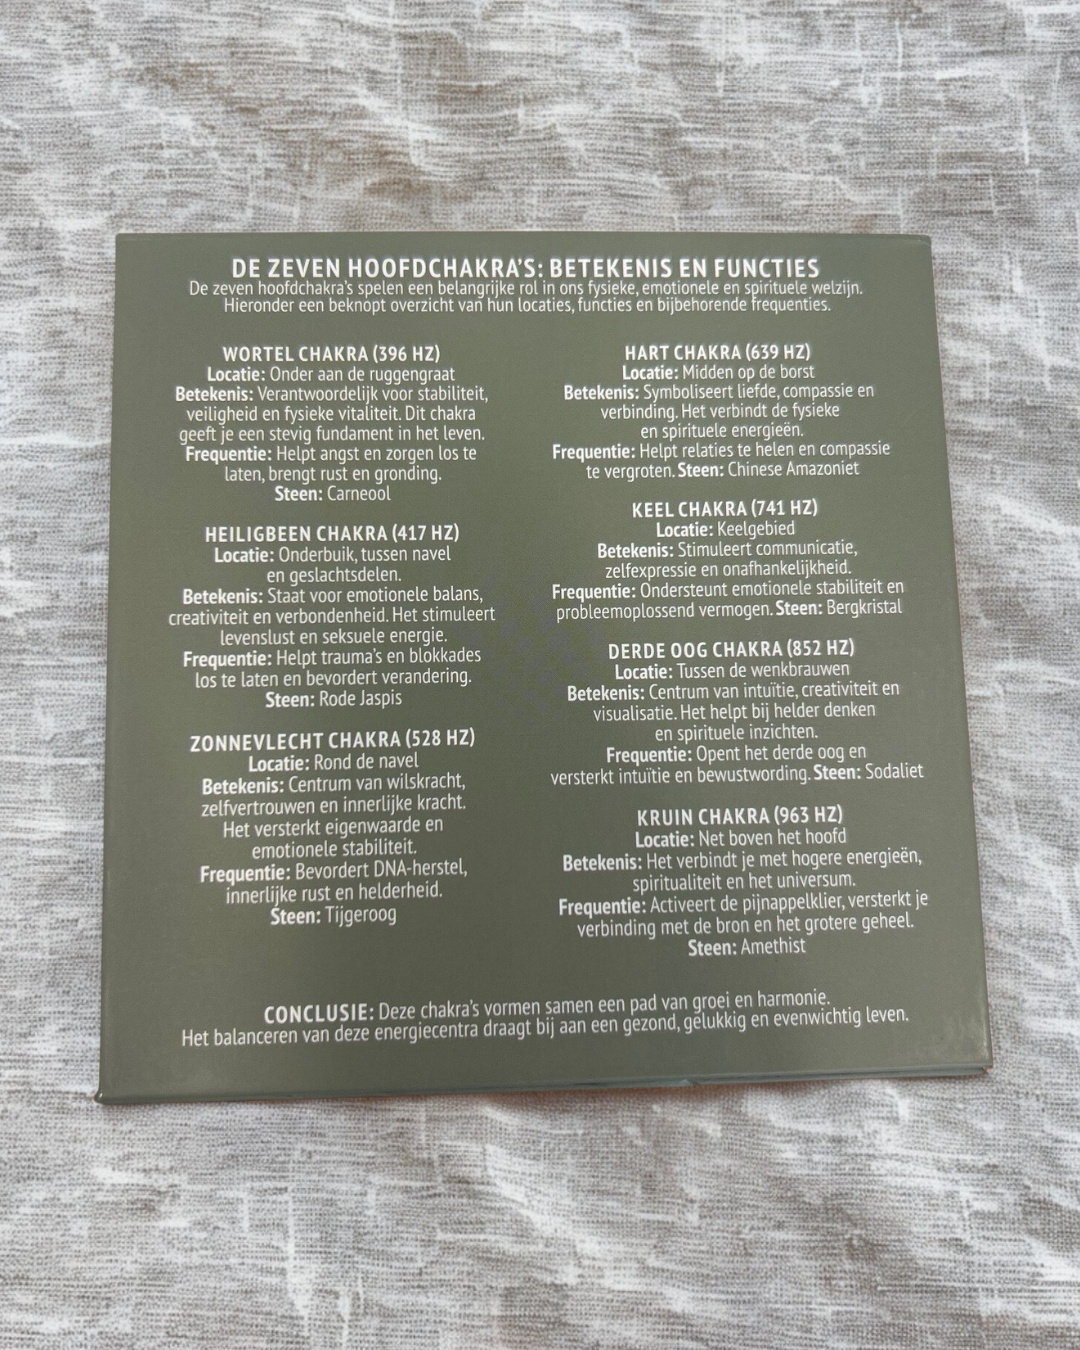 DE ZEVEN HOOFDCHAKRA'S: BETEKENIS EN FUNCTIES
De zeven hoofdchakra's spelen een belangrijke rol in ons fysieke, emotionele en spirituele welzijn.
Hieronder een beknopt overzicht van hun locaties, functies en bijbehorende frequenties.
WORTEL CHAKRA (396 HZ)
Locatie: Onder aan de ruggengraat
Betekenis: Verantwoordelijk voor stabiliteit,
veiligheid en fysieke vitaliteit. Dit chakra
geeft je een stevig fundament in het leven.
Frequentie: Helpt angst en zorgen los te
laten, brengt rust en gronding.
Steen: Carneool
HEILIGBEEN CHAKRA (417 HZ)
Locatie: Onderbuik, tussen navel
en geslachtsdelen.
Betekenis: Staat voor emotionele balans,
creativiteit en verbondenheid. Het stimuleert
levenslust en seksuele energie.
Frequentie: Helpt trauma's en blokkades
los te laten en bevordert verandering.
Steen: Rode Jaspis
ZONNEVLECHT CHAKRA (528 HZ)
Locatie: Rond de navel
Betekenis: Centrum van wilskracht,
zelfvertrouwen en innerlijke kracht.
Het versterkt eigenwaarde en
emotionele stabiliteit.
Frequentie: Bevordert DNA-herstel,
innerlijke rust en helderheid.
Steen: Tijgeroog
HART CHAKRA (639 HZ)
Locatie: Midden op de borst
Betekenis: Symboliseert liefde, compassie en
verbinding. Het verbindt de fysieke
en spirituele energieën.
Frequentie: Helpt relaties te helen en compassie
te vergroten. Steen: Chinese Amazoniet
KEEL CHAKRA (741 HZ)
Locatie: Keelgebied
Betekenis: Stimuleert communicatie,
zelfexpressie en onafhankelijkheid.
Frequentie: Ondersteunt emotionele stabiliteit en
probleemoplossend vermogen. Steen: Bergkristal
DERDE OOG CHAKRA (852 HZ)
Locatie: Tussen de wenkbrauwen
Betekenis: Centrum van intuïtie, creativiteit en
visualisatie. Het helpt bij helder denken
en spirituele inzichten.
Frequentie: Opent het derde oog en
versterkt intuïtie en bewustwording. Steen: Sodaliet
KRUIN CHAKRA (963 HZ)
Locatie: Net boven het hoofd
Betekenis: Het verbindt je met hogere energieën,
spiritualiteit en het universum.
Frequentie: Activeert de pijnappelklier, versterkt je
verbinding met de bron en het grotere geheel.
Steen: Amethist
CONCLUSIE: Deze chakra's vormen samen een pad van groei en harmonie.
Het balanceren van deze energiecentra draagt bij aan een gezond, gelukkig en evenwichtig leven.